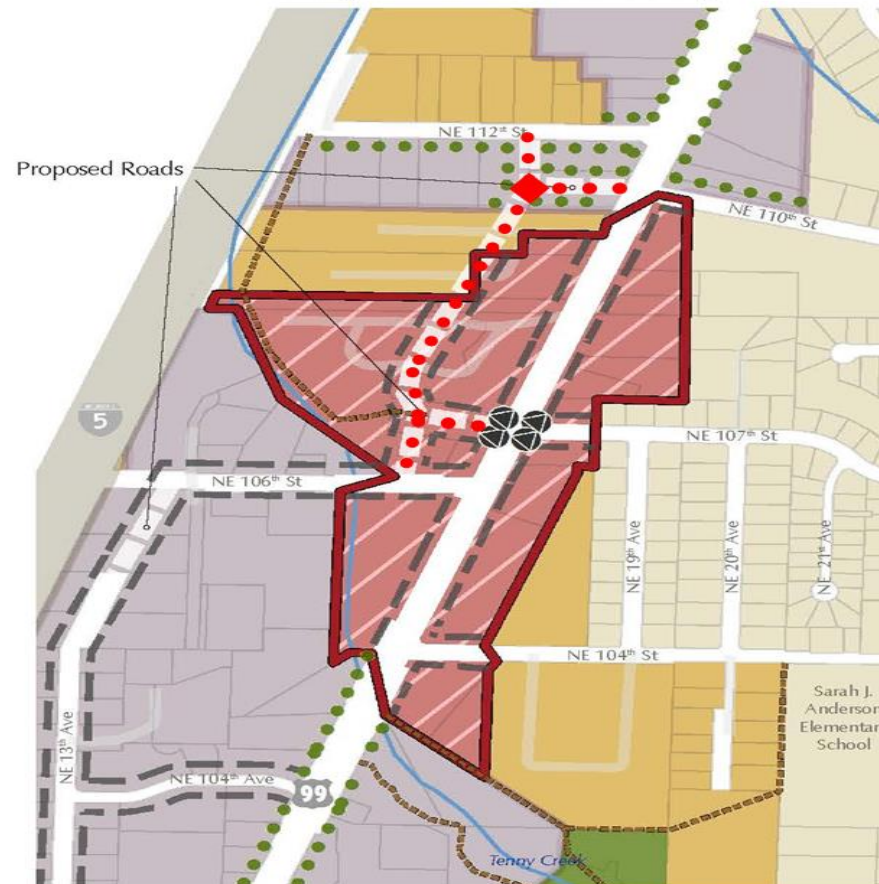 NE 112th St
Proposed Roads
NE 110th St
5
NE 107th St
NE 106th St
NE 19th Ave
NE 20th Ave
NE 21st Ave
NE 104th St
Sarah J.
Anderson
Elementar
School
NE 13th Ave
NE 104th Ave
99
Tenny Creek